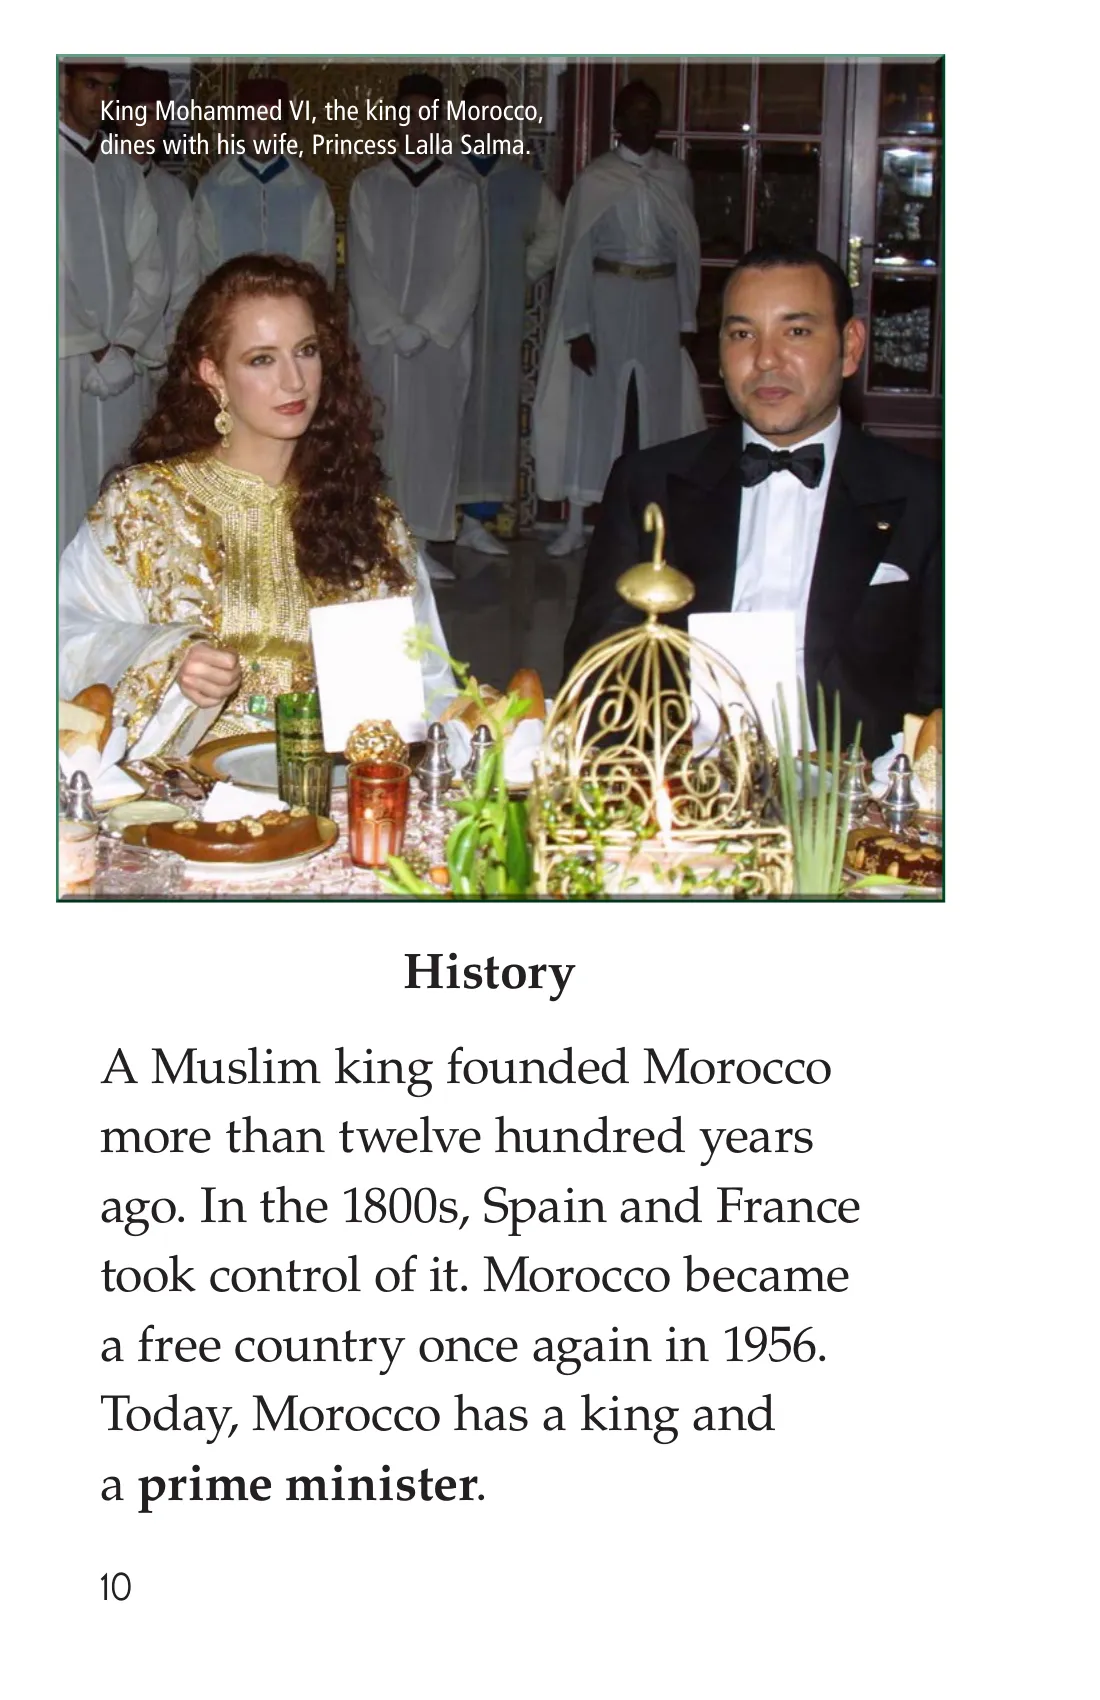 King Mohammed VI, the king of Morocco,
dines with his wife, Princess Lalla Salma.
History
A Muslim king founded Morocco
more than twelve hundred years
ago. In the 1800s, Spain and France
took control of it. Morocco became
a free country once again in 1956.
Today, Morocco has a king and
a prime minister.
10